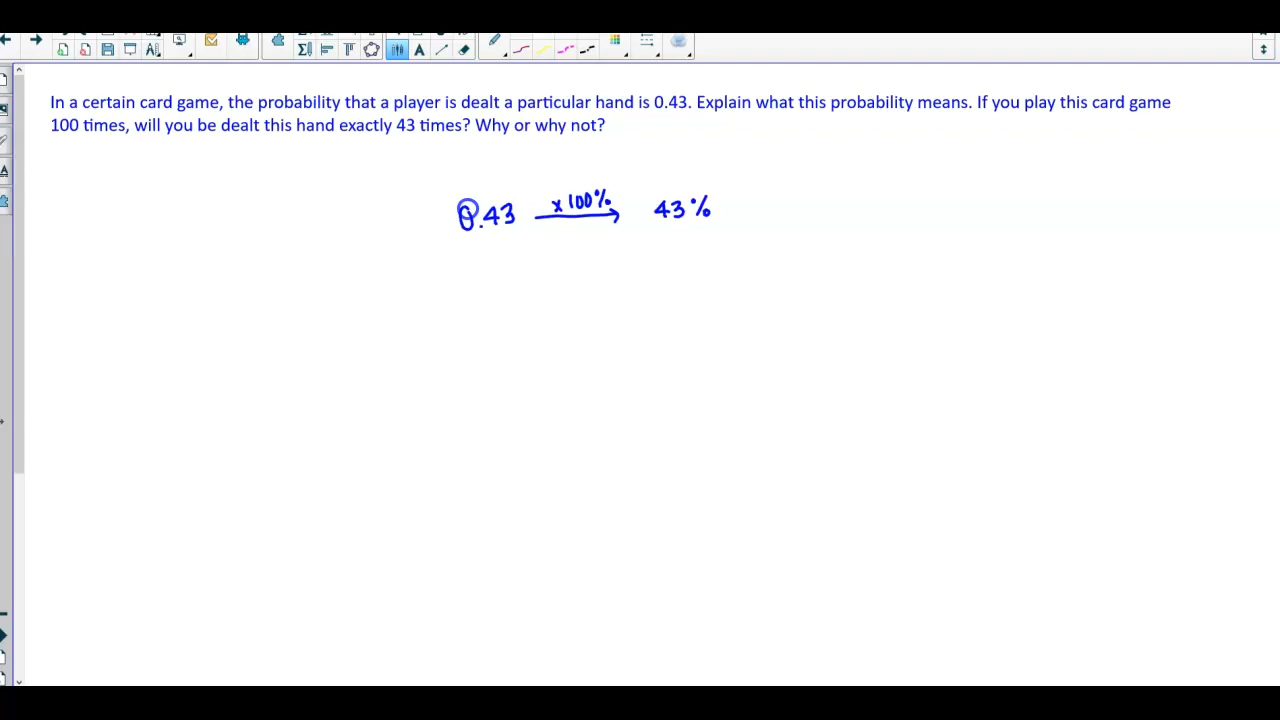 In a certain card game, the probability that a player is dealt a particular hand is 0.43. Explain what this probability means. If you play this card game
100 times, will you be dealt this hand exactly 43 times? Why or why not?
0.43 x 100% 43%